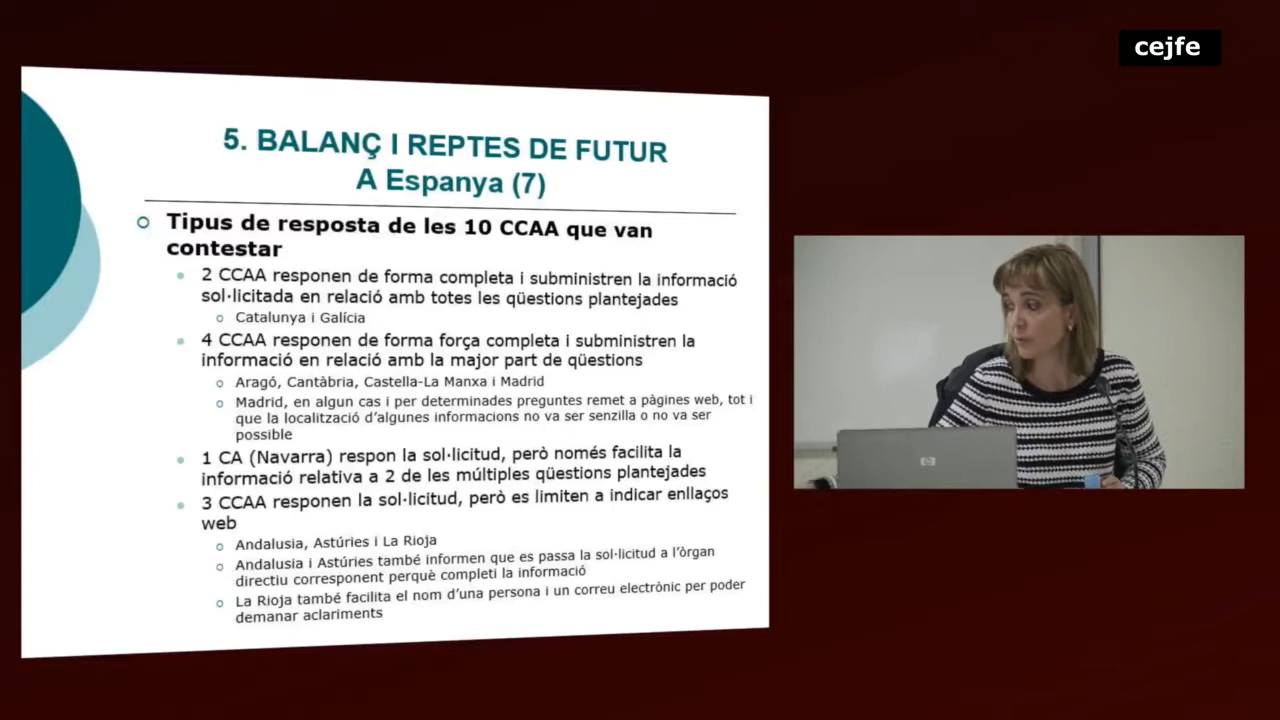 cejfe
5. BALANÇ I REPTES DE FUTUR
A Espanya (7)
Tipus de resposta de les 10 CCAA que van
contestar
2 CCAA responen de forma completa i subministren la informació
sol·licitada en relació amb totes les qüestions plantejades
Catalunya i Galícia
4 CCAA responen de forma força completa i subministren la
informació en relació amb la major part de qüestions
Aragó, Cantàbria, Castella-La Manxa i Madrid
Madrid, en algun cas i per determinades preguntes remet a pàgines web, tot i
que la localització d'algunes informacions no va ser senzilla o no va ser
possible
1 CA (Navarra) respon la sol·licitud, però només facilita la
informació relativa a 2 de les múltiples qüestions plantejades
3 CCAA responen la sol·licitud, però es limiten a indicar enllaços
web
Andalusia, Astúries i La Rioja
Andalusia i Astúries també informen que es passa la sol·licitud a l'òrgan
directiu corresponent perquè completi la informació
La Rioja també facilita el nom d'una persona i un correu electrònic per poder
demanar aclariments
hp